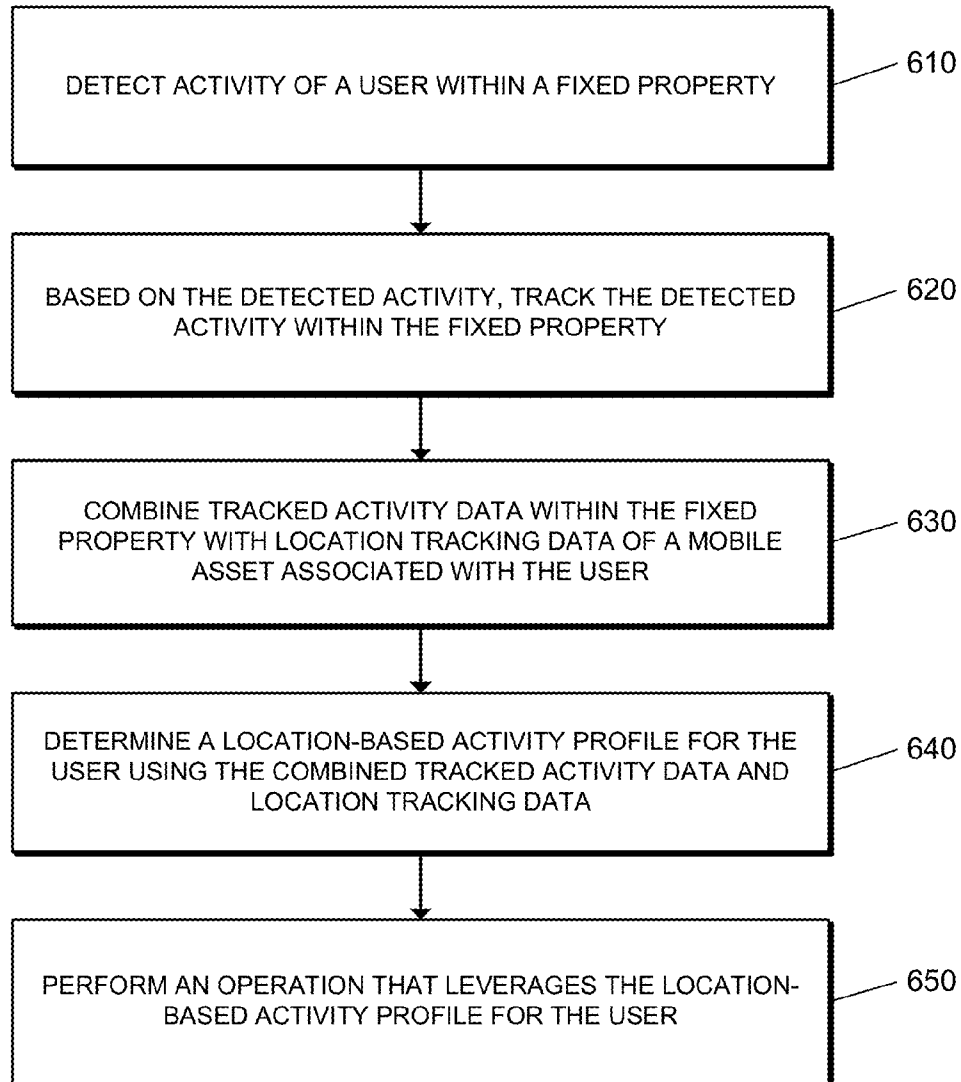 DETECT ACTIVITY OF A USER WITHIN A FIXED PROPERTY
610
BASED ON THE DETECTED ACTIVITY, TRACK THE DETECTED
ACTIVITY WITHIN THE FIXED PROPERTY
620
COMBINE TRACKED ACTIVITY DATA WITHIN THE FIXED
PROPERTY WITH LOCATION TRACKING DATA OF A MOBILE
ASSET ASSOCIATED WITH THE USER
630
DETERMINE A LOCATION-BASED ACTIVITY PROFILE FOR THE
USER USING THE COMBINED TRACKED ACTIVITY DATA AND
LOCATION TRACKING DATA
640
PERFORM AN OPERATION THAT LEVERAGES THE LOCATION-
BASED ACTIVITY PROFILE FOR THE USER
650